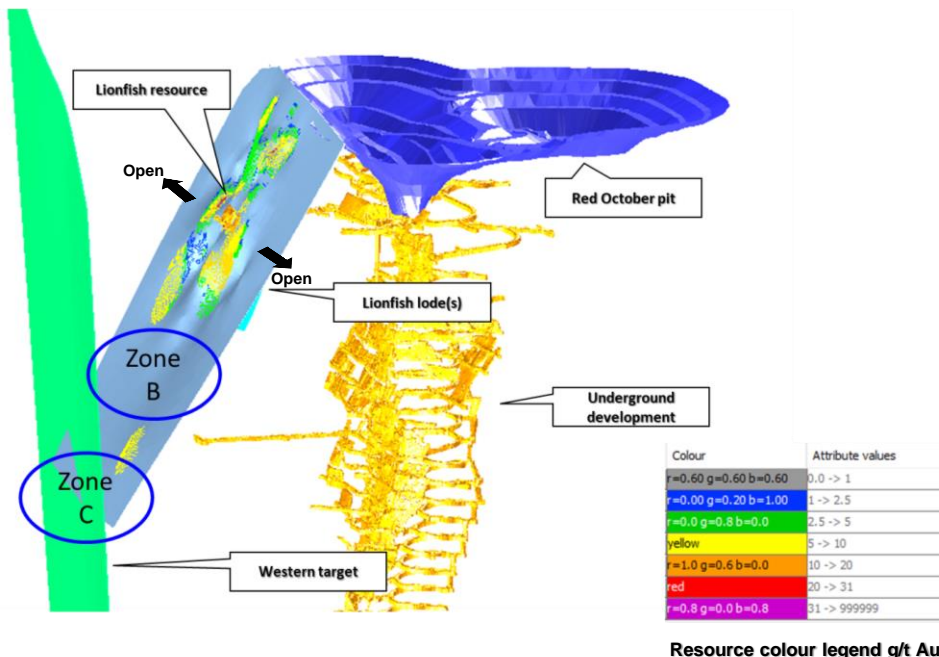 Lionfish resource
Open
Red October pit
Open
Lionfish lode(s)
Zone
B
Underground
development
Zone
C
Western target
Colour Attribute values
r=0.60 g=0.60 b=0.60 0.0 -> 1
r=0.00 g=0.20 b=1.00 1 -> 2.5
r=0.0 g=0.8 b=0.0 2.5 -> 5
yellow 5 -> 10
r=1.0 g=0.6 b=0.0 10 -> 20
red 20 -> 31
r=0.8 g=0.0 b=0.8 31 -> 999999
Resource colour legend g/t Au